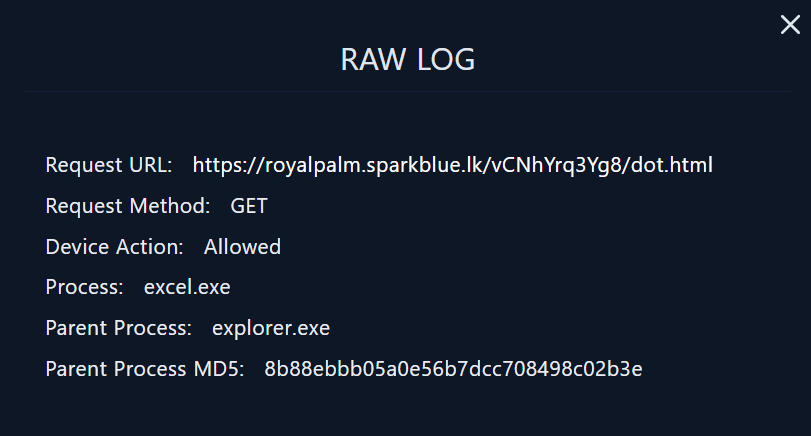 RAW LOG
Request URL: https://royalpalm.sparkblue.lk/vCNhYrq3Yg8/dot.html
Request Method: GET
Device Action: Allowed
Process: excel.exe
Parent Process: explorer.exe
Parent Process MD5: 8b88ebbb05a0e56b7dcc708498c02b3e